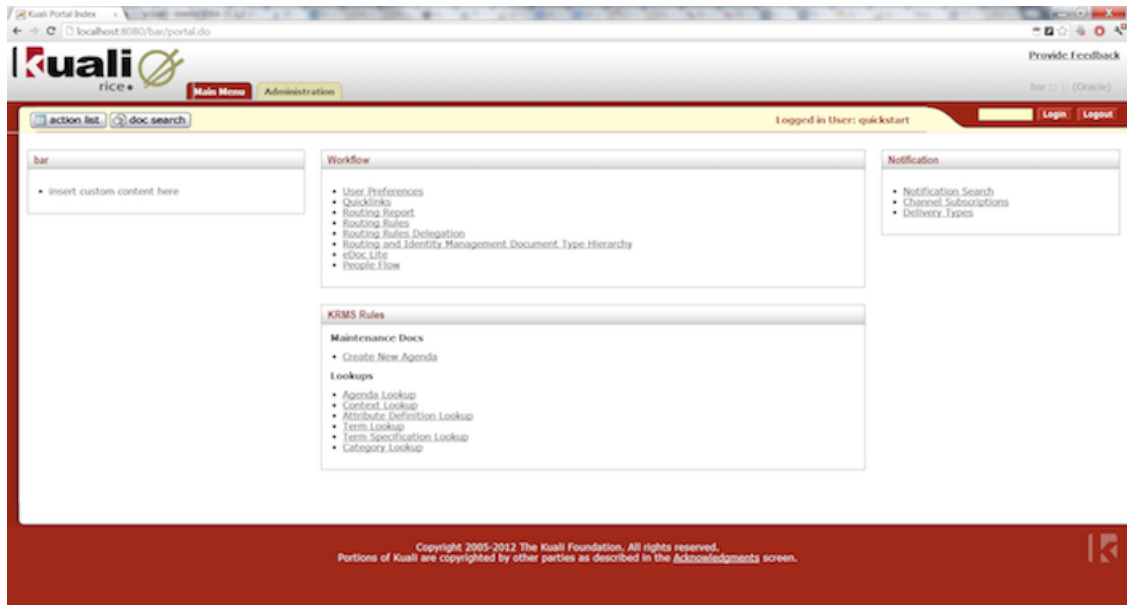 Kuali Portal Index
localhost:8080/bar/portal.do
Provide Feedback
kuali
rice
Main Menu
Administration
bar :: :: (Oracle)
action list
doc search
Logged in User: quickstart
Login
Logout
bar
insert custom content here
Workflow
User Preferences
Quicklinks
Routing Report
Routing Rules
Routing Rules Delegation
Routing and Identity Management Document Type Hierarchy
eDoc Lite
People Flow
KRMS Rules
Maintenance Docs
Create New Agenda
Lookups
Agenda Lookup
Context Lookup
Attribute Definition Lookup
Term Lookup
Term Specification Lookup
Category Lookup
Notification
Notification Search
Channel Subscriptions
Delivery Types
Copyright 2005-2012 The Kuali Foundation. All rights reserved.
Portions of Kuali are copyrighted by other parties as described in the Acknowledgments screen.